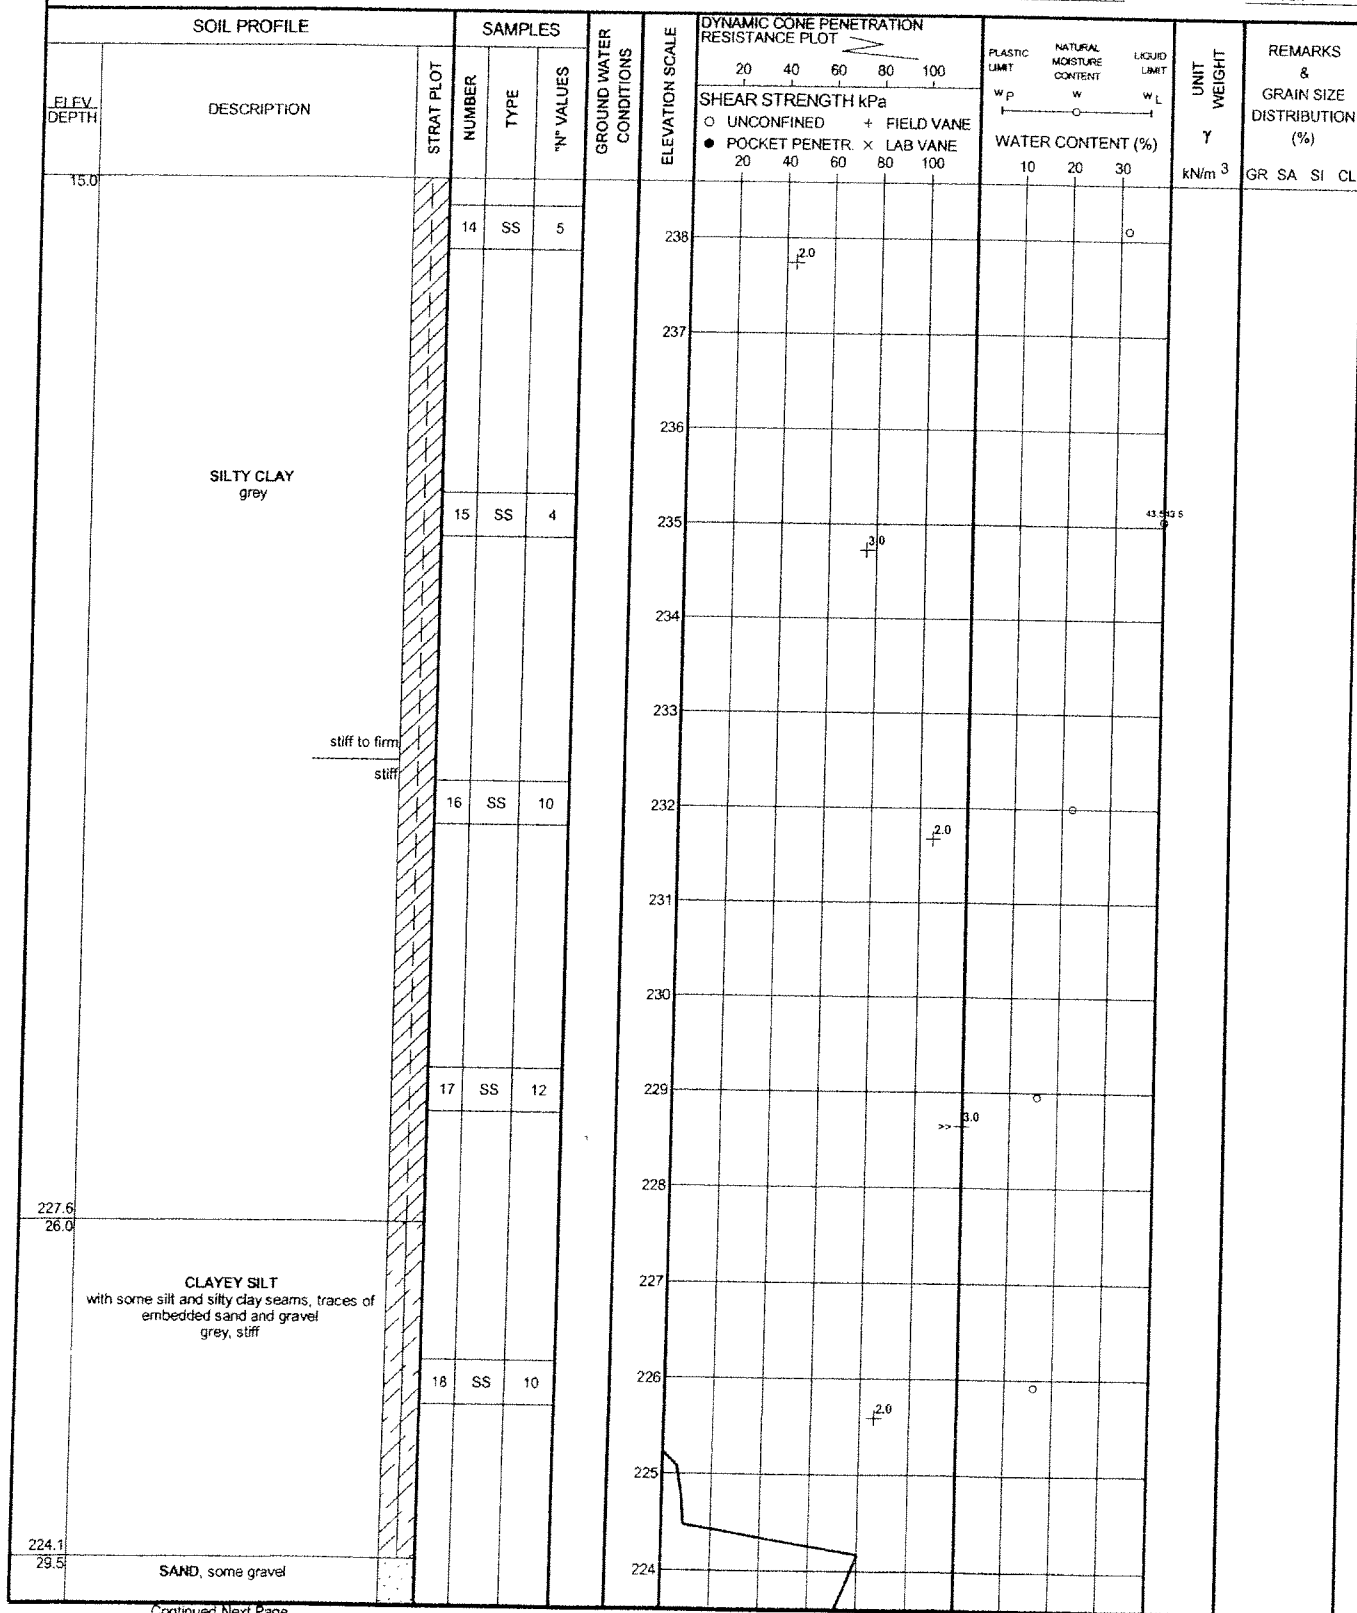 SOIL PROFILE
SAMPLES
GROUND WATER
CONDITIONS
ELEVATION SCALE
DYNAMIC CONE PENETRATION
RESISTANCE PLOT
20 40 60 80 100
PLASTIC
LIMIT
NATURAL
MOISTURE
CONTENT
LIQUID
LIMIT
w P
w
w L
UNIT
WEIGHT
γ
kN/m 3
REMARKS
&
GRAIN SIZE
DISTRIBUTION
(%)
GR SA SI CL
ELEV
DEPTH
DESCRIPTION
STRAT PLOT
NUMBER
TYPE
"N" VALUES
SHEAR STRENGTH kPa
○ UNCONFINED + FIELD VANE
● POCKET PENETR. × LAB VANE
20 40 60 80 100
WATER CONTENT (%)
10 20 30
15.0
14 SS 5
238
2.0
237
236
SILTY CLAY
grey
15 SS 4
235
43.5
43.5
3.0
234
233
stiff to firm
stiff
16 SS 10
232
2.0
231
230
17 SS 12
229
>>
3.0
228
227.6
26.0
227
CLAYEY SILT
with some silt and silty clay seams, traces of
embedded sand and gravel
grey, stiff
18 SS 10
226
2.0
225
224.1
29.5
SAND, some gravel
224
Continued Next Page